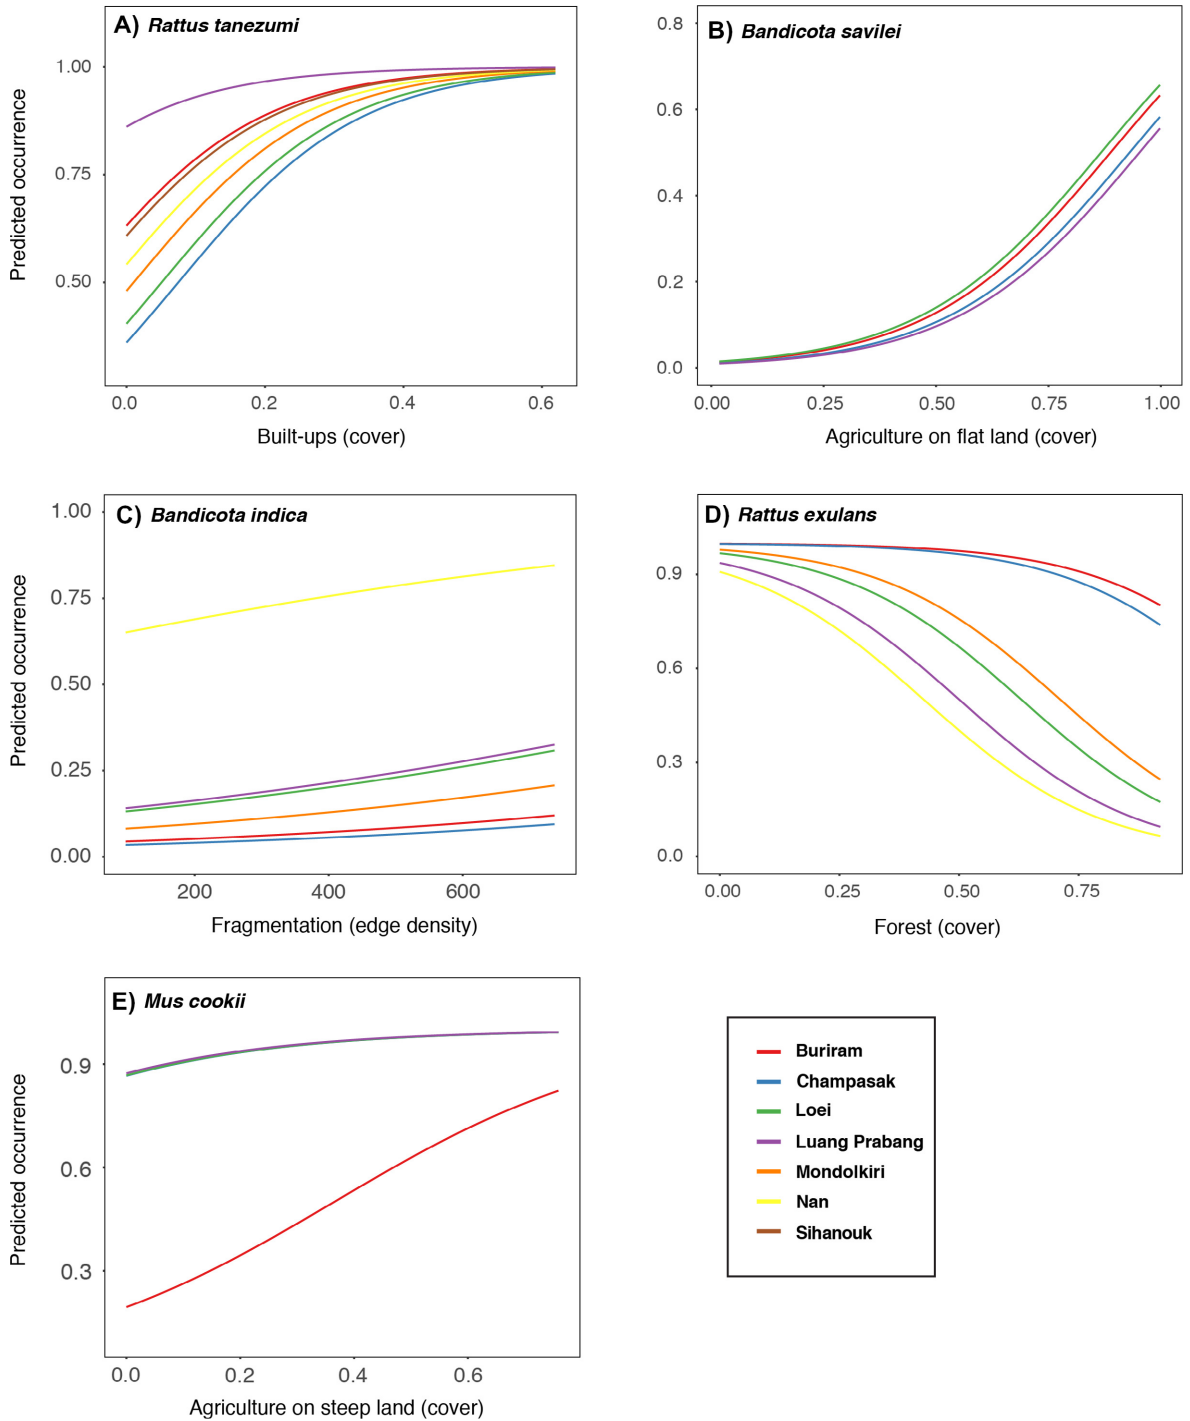 A) Rattus tanezumi
Predicted occurrence
1.00
0.75
0.50
0.0 0.2 0.4 0.6
Built-ups (cover)
B) Bandicota savilei
0.8
0.6
0.4
0.2
0.0
0.00 0.25 0.50 0.75 1.00
Agriculture on flat land (cover)
C) Bandicota indica
Predicted occurrence
1.00
0.75
0.50
0.25
0.00
200 400 600
Fragmentation (edge density)
D) Rattus exulans
0.9
0.6
0.3
0.0
0.00 0.25 0.50 0.75
Forest (cover)
E) Mus cookii
Predicted occurrence
0.9
0.6
0.3
0.0 0.2 0.4 0.6
Agriculture on steep land (cover)
Buriram
Champasak
Loei
Luang Prabang
Mondolkiri
Nan
Sihanouk